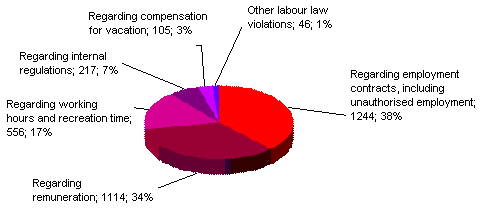 Regarding compensation
for vacation; 105; 3%
Other labour law
violations; 46; 1%
Regarding internal
regulations; 217; 7%
Regarding employment
contracts, including
unauthorised employment;
1244; 38%
Regarding working
hours and recreation time;
556; 17%
Regarding
remuneration; 1114; 34%